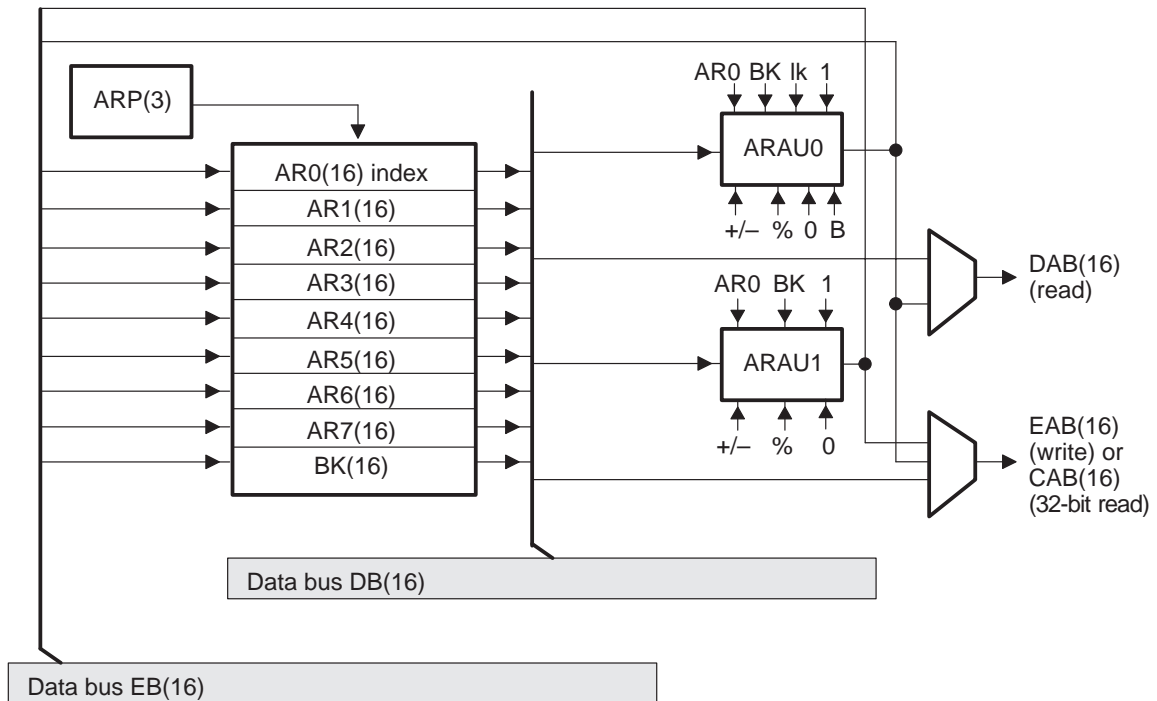 ARP(3)
AR0(16) index
AR1(16)
AR2(16)
AR3(16)
AR4(16)
AR5(16)
AR6(16)
AR7(16)
BK(16)
AR0 BK lk 1
ARAU0
+/– % 0 B
AR0 BK 1
ARAU1
+/– % 0
DAB(16)
(read)
EAB(16)
(write) or
CAB(16)
(32-bit read)
Data bus DB(16)
Data bus EB(16)